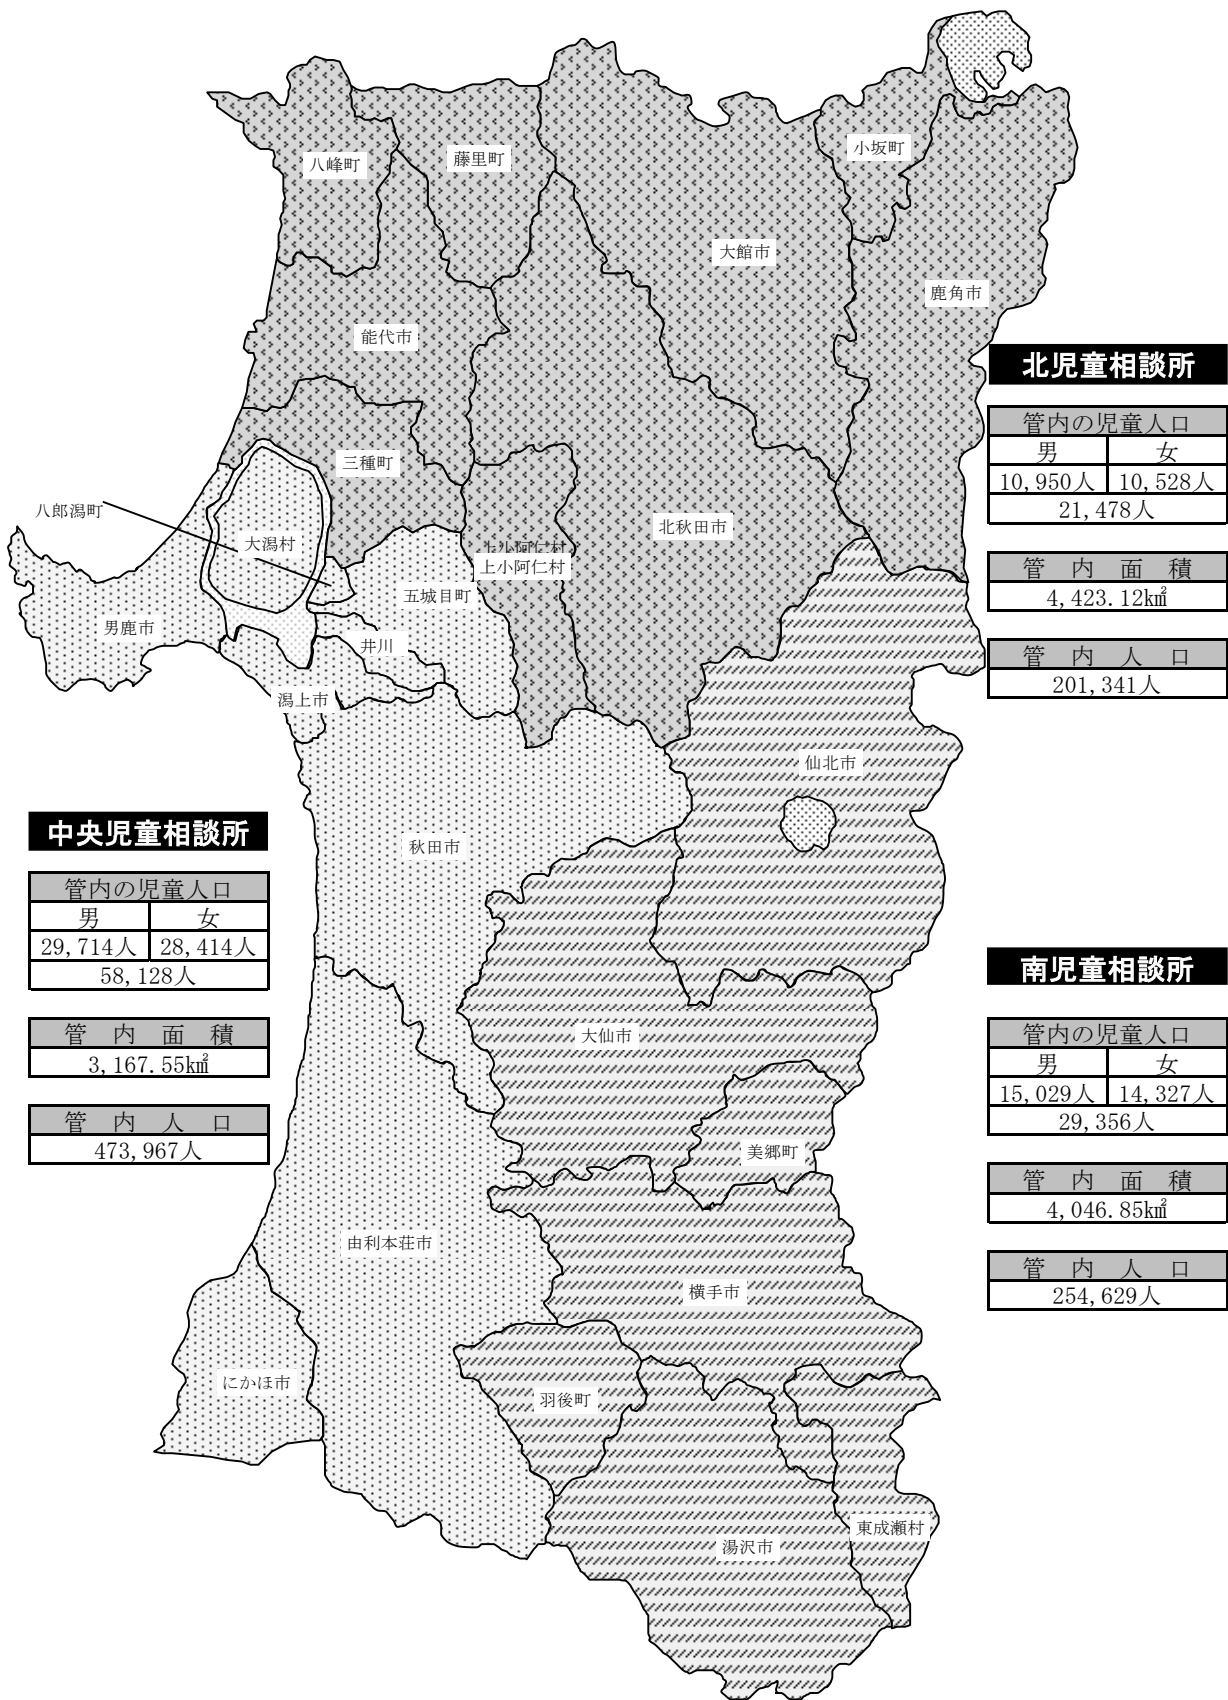 八峰町
藤里町
小坂町
大館市
鹿角市
能代市
三種町
八郎潟町
大潟村
北秋田市
上小阿仁村
上小阿仁村
五城目町
男鹿市
井川
潟上市
仙北市
秋田市
大仙市
美郷町
由利本荘市
横手市
にかほ市
羽後町
東成瀬村
湯沢市
北児童相談所
管内の児童人口
男 女
10,950人 10,528人
21,478人
管内面積
4,423.12㎢
管内人口
201,341人
中央児童相談所
管内の児童人口
男 女
29,714人 28,414人
58,128人
管内面積
3,167.55㎢
管内人口
473,967人
南児童相談所
管内の児童人口
男 女
15,029人 14,327人
29,356人
管内面積
4,046.85㎢
管内人口
254,629人